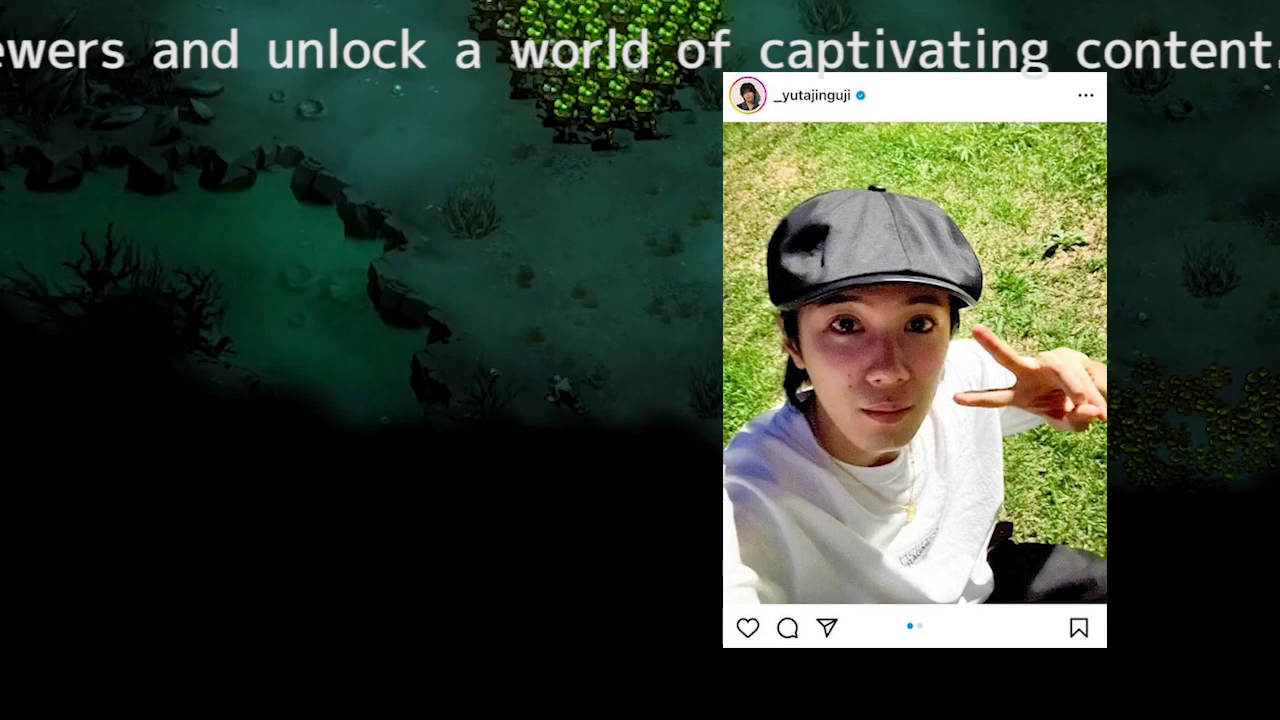 ewers and unlock a world of captivating content.
_yutajinguji